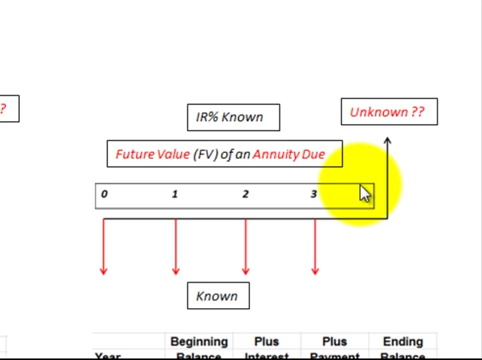 ?
IR% Known
Unknown ??
Future Value (FV) of an Annuity Due
0 1 2 3
Known
Beginning Plus Plus Ending
Year Balance Interest Payment Balance